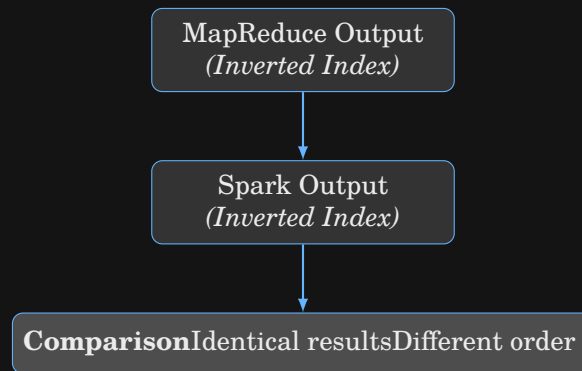 MapReduce Output
(Inverted Index)
Spark Output
(Inverted Index)
ComparisonIdentical resultsDifferent order